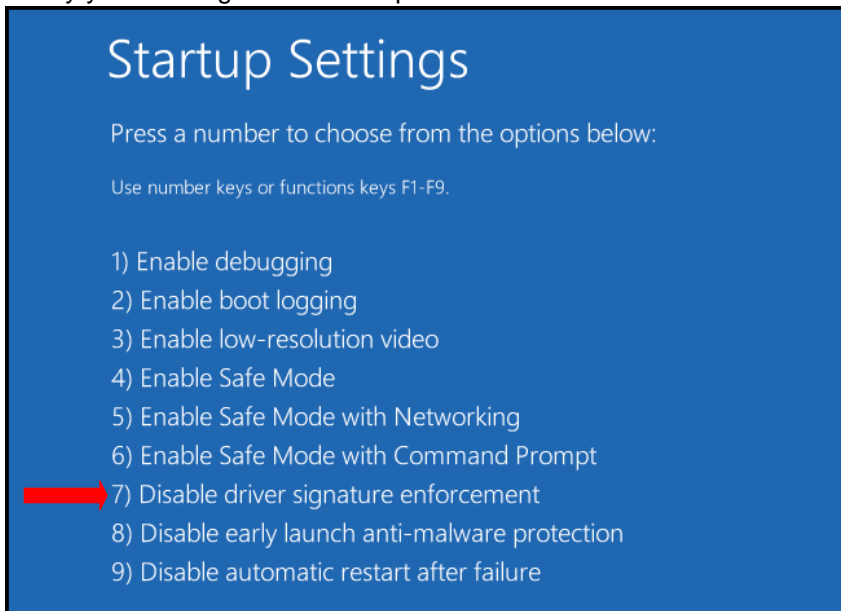 Startup Settings
Press a number to choose from the options below:
Use number keys or functions keys F1-F9.
1) Enable debugging
2) Enable boot logging
3) Enable low-resolution video
4) Enable Safe Mode
5) Enable Safe Mode with Networking
6) Enable Safe Mode with Command Prompt
7) Disable driver signature enforcement
8) Disable early launch anti-malware protection
9) Disable automatic restart after failure